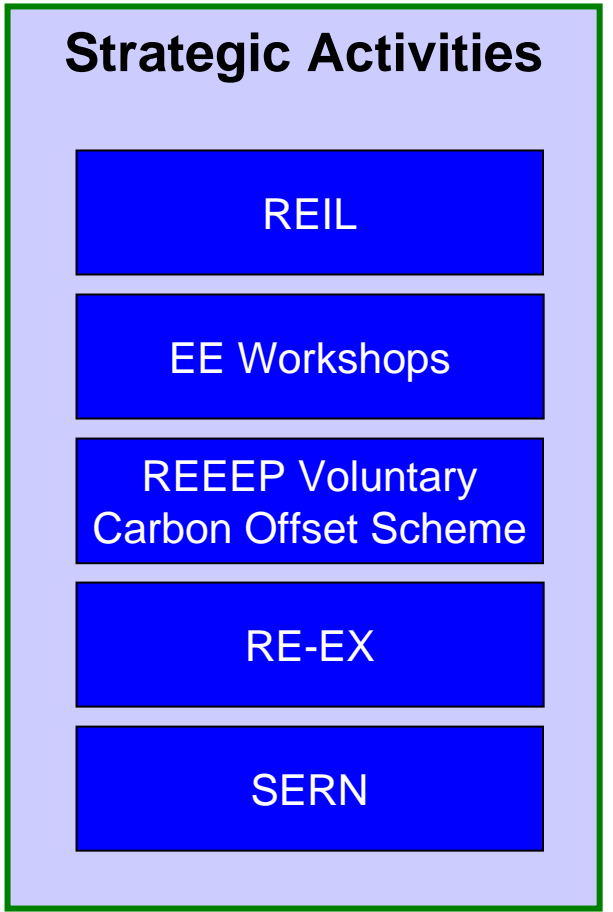 Strategic Activities
REIL
EE Workshops
REEEP Voluntary
Carbon Offset Scheme
RE-EX
SERN